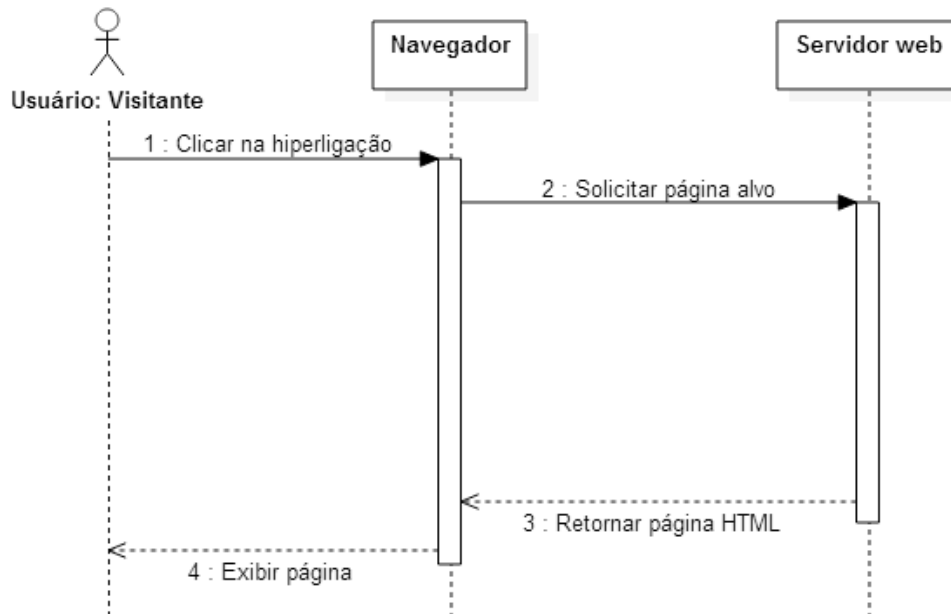 Navegador
Servidor web
Usuário: Visitante
1 : Clicar na hiperligação
2 : Solicitar página alvo
3 : Retornar página HTML
4 : Exibir página